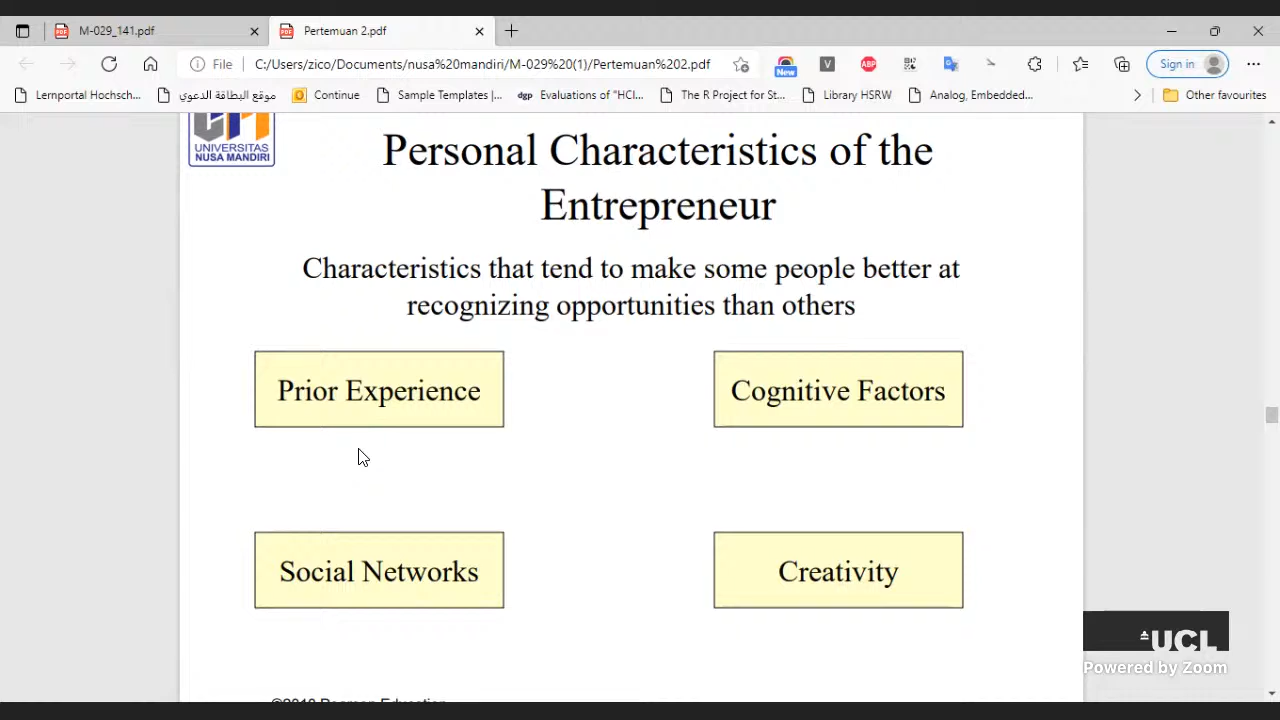 M-029_141.pdf
Pertemuan 2.pdf
File
C:/Users/zico/Documents/nusa%20mandiri/M-029%20(1)/Pertemuan%202.pdf
New
V
ABP
Sign in
Lernportal Hochsch...
موقع البطاقة الدعوي
Continue
Sample Templates |...
dgp Evaluations of "HCI...
The R Project for St...
Library HSRW
Analog, Embedded...
Other favourites
UNIVERSITAS
NUSA MANDIRI
Personal Characteristics of the
Entrepreneur
Characteristics that tend to make some people better at
recognizing opportunities than others
Prior Experience
Cognitive Factors
Social Networks
Creativity
UCL
Powered by Zoom